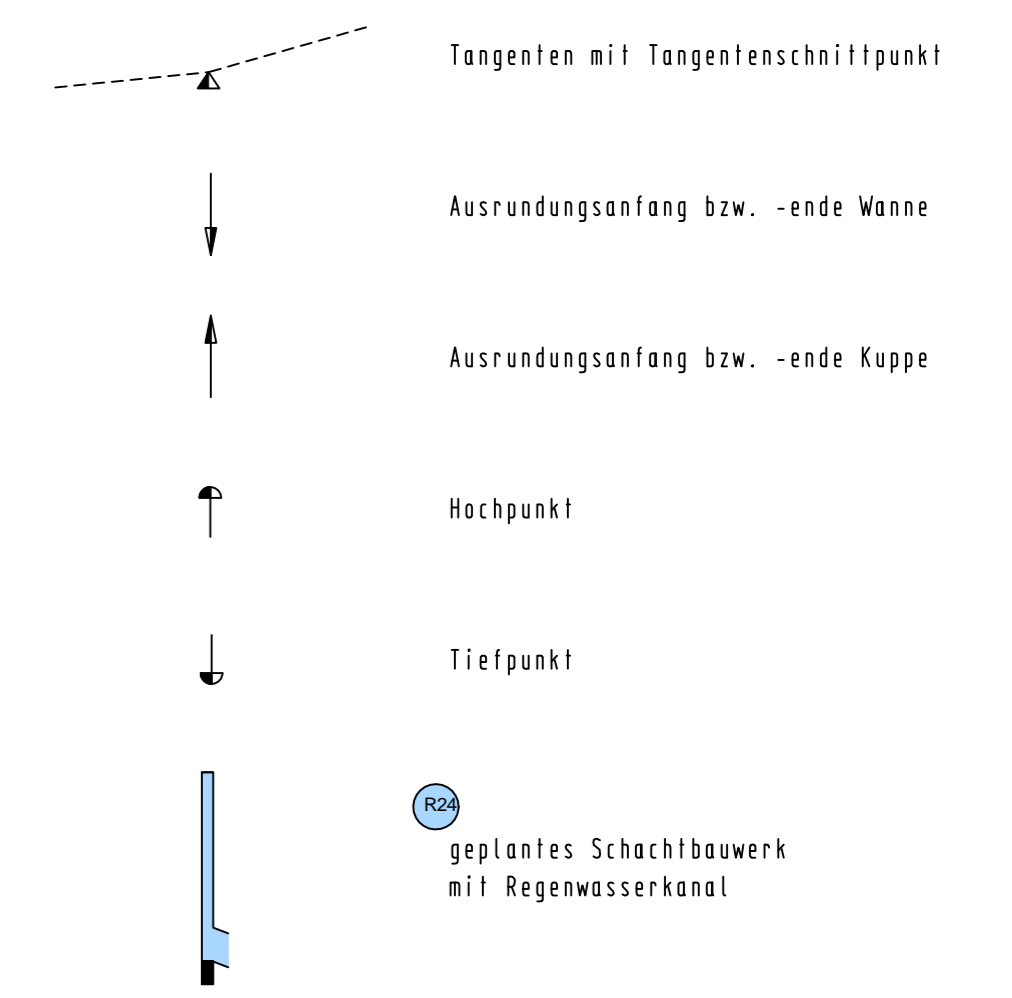 Tangenten mit Tangentenschnittpunkt
Ausrundungsanfang bzw. -ende Wanne
Ausrundungsanfang bzw. -ende Kuppe
Hochpunkt
Tiefpunkt
R24
geplantes Schachtbauwerk
mit Regenwasserkanal